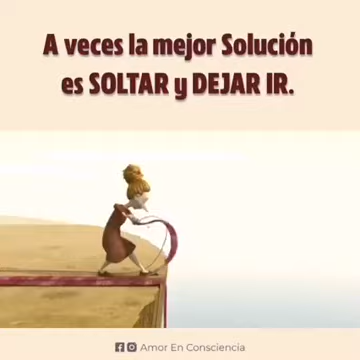 A veces la mejor Solución
es SOLTAR y DEJAR IR.
Amor En Consciencia